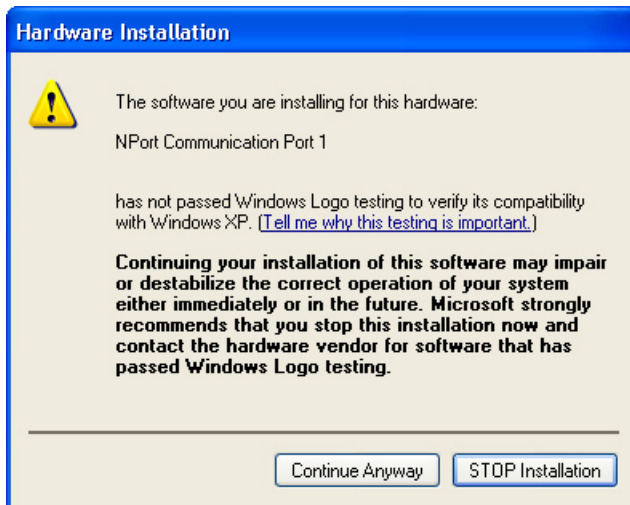 Hardware Installation
The software you are installing for this hardware:
NPort Communication Port 1
has not passed Windows Logo testing to verify its compatibility
with Windows XP. (Tell me why this testing is important.)
Continuing your installation of this software may impair
or destabilize the correct operation of your system
either immediately or in the future. Microsoft strongly
recommends that you stop this installation now and
contact the hardware vendor for software that has
passed Windows Logo testing.
Continue Anyway
STOP Installation